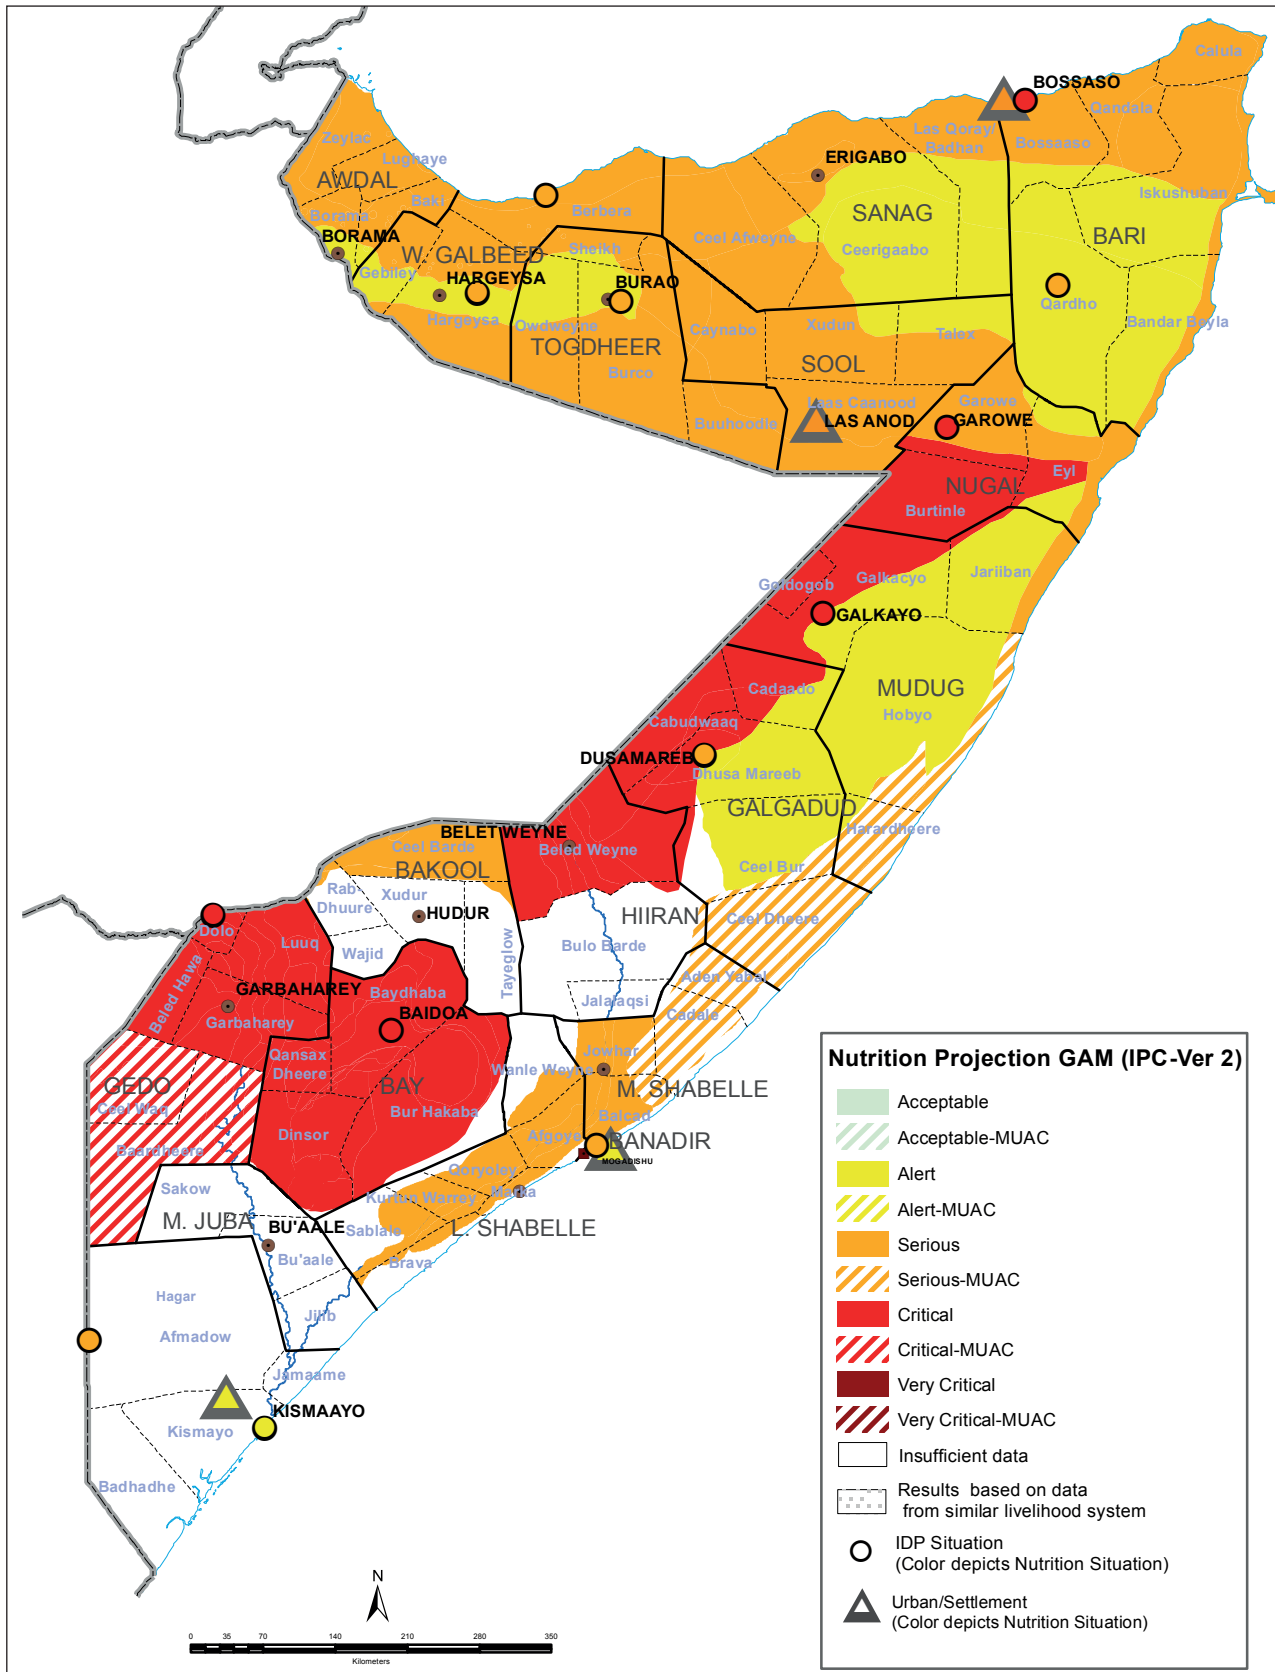 Calula
BOSSASO
Qandala
Las Qoray/
Badhan
Bossaaso
Zeylac
Lughaye
ERIGABO
AWDAL
Baki
Iskushuban
Borama
Berbera
SANAG
BORAMA
Ceel Afweyne
BARI
W. GALBEED
Sheikh
Ceerigaabo
Gebiley
HARGEYSA
BURAO
Qardho
Hargeysa
Owdweyne
Caynabo
Xudun
Talex
Bandar Beyla
TOGDHEER
SOOL
Burco
Laas Caanood
Garowe
Buuhoodle
LAS ANOD
GAROWE
Eyl
NUGAL
Burtinle
Galkacyo
Jariiban
Goldogob
GALKAYO
Cadaado
MUDUG
Hobyo
Cabudwaaq
DUSAMAREB
Dhusa Mareeb
GALGADUD
Harardheere
BELET WEYNE
Ceel Barde
Beled Weyne
BAKOOL
Ceel Bur
Rab-
Dhuure
Xudur
HUDUR
HIIRAN
Ceel Dheere
Dolo
Luuq
Wajid
Tayeglow
Bulo Barde
Aden Yabal
Beled Hawa
GARBAHAREY
Baydhaba
Jalalaqsi
Garbaharey
BAIDOA
Cadale
Qansax
Dheere
Jowhar
Wanle Weyne
GEDO
BAY
M. SHABELLE
Ceel Waq
Bur Hakaba
Balcad
Baardheere
Dinsor
Afgoye
BANADIR
MOGADISHU
Qoryoley
Sakow
Kurtun Warrey
Marka
M. JUBA
BU'AALE
Sablale
L. SHABELLE
Bu'aale
Brava
Hagar
Jilib
Afmadow
Jamaame
KISMAAYO
Kismayo
Badhadhe
Nutrition Projection GAM (IPC-Ver 2)
Acceptable
Acceptable-MUAC
Alert
Alert-MUAC
Serious
Serious-MUAC
Critical
Critical-MUAC
Very Critical
Very Critical-MUAC
Insufficient data
Results based on data
from similar livelihood system
IDP Situation
(Color depicts Nutrition Situation)
Urban/Settlement
(Color depicts Nutrition Situation)
N
0 35 70 140 210 280 350
Kilometers